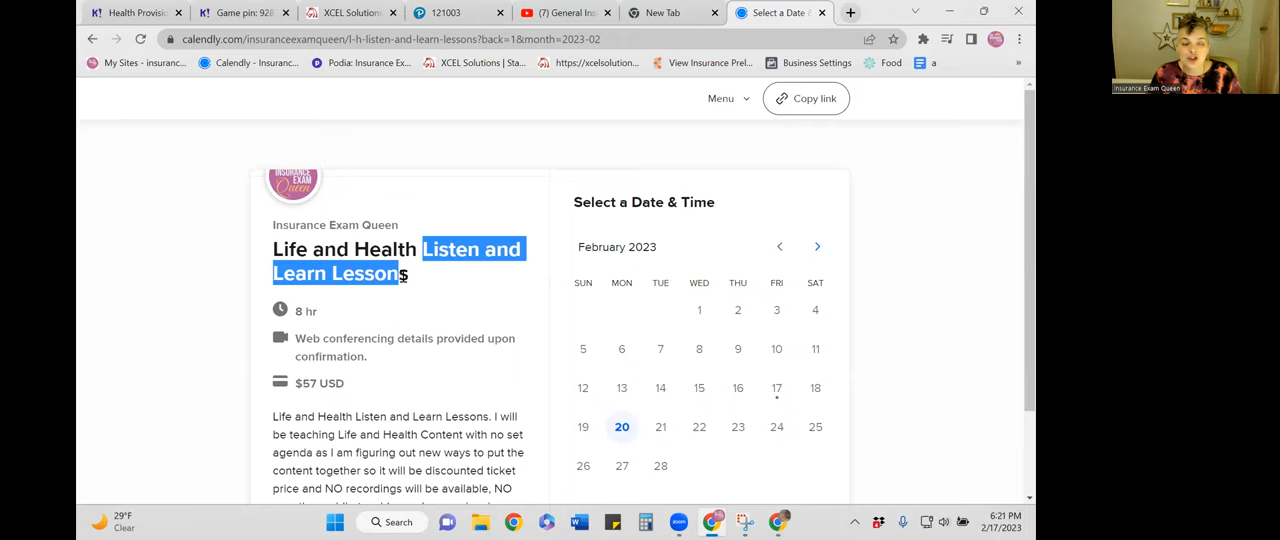 Health Provisio
Game pin: 928
XCEL Solutions
121003
(7) General Ins
New Tab
Select a Date &
calendly.com/insuranceexamqueen/l-h-listen-and-learn-lessons?back=1&month=2023-02
My Sites - insuranc...
Calendly - Insuranc...
Podia: Insurance Ex...
XCEL Solutions | Sta...
https://xcelsolution...
View Insurance Prel...
Business Settings
Food
a
»
Insurance Exam Queen
Menu
Copy link
INSURANCE
EXAM
Queen
Insurance Exam Queen
Life and Health Listen and
Learn Lessons
8 hr
Web conferencing details provided upon
confirmation.
$57 USD
Life and Health Listen and Learn Lessons. I will
be teaching Life and Health Content with no set
agenda as I am figuring out new ways to put the
content together so it will be discounted ticket
price and NO recordings will be available, NO
Select a Date & Time
February 2023
SUN MON TUE WED THU FRI SAT
1 2 3 4
5 6 7 8 9 10 11
12 13 14 15 16 17 18
19 20 21 22 23 24 25
26 27 28
29°F
Clear
Search
6:21 PM
2/17/2023